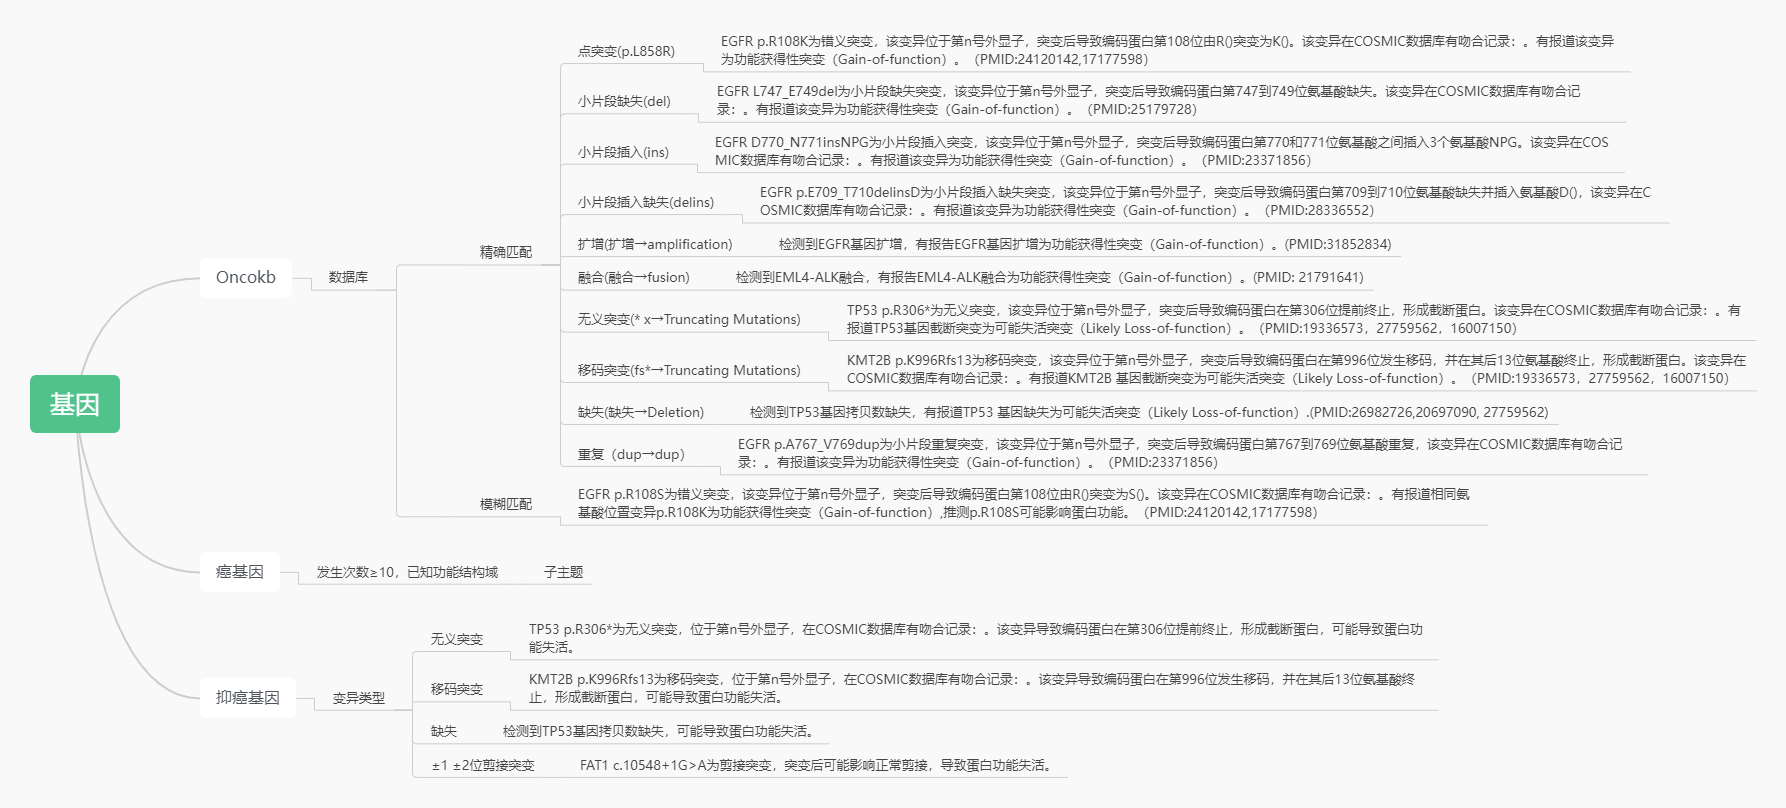 基因
Oncokb
数据库
精确匹配
点突变(p.L858R)
EGFR p.R108K为错义突变，该变异位于第n号外显子，突变后导致编码蛋白第108位由R()突变为K()。该变异在COSMIC数据库有吻合记录：。有报道该变异
为功能获得性突变（Gain-of-function）。（PMID:24120142,17177598）
小片段缺失(del)
EGFR L747_E749del为小片段缺失突变，该变异位于第n号外显子，突变后导致编码蛋白第747到749位氨基酸缺失。该变异在COSMIC数据库有吻合记
录：。有报道该变异为功能获得性突变（Gain-of-function）。（PMID:25179728）
小片段插入(ins)
EGFR D770_N771insNPG为小片段插入突变，该变异位于第n号外显子，突变后导致编码蛋白第770和771位氨基酸之间插入3个氨基酸NPG。该变异在COS
MIC数据库有吻合记录：。有报道该变异为功能获得性突变（Gain-of-function）。（PMID:23371856）
小片段插入缺失(delins)
EGFR p.E709_T710delinsD为小片段插入缺失突变，该变异位于第n号外显子，突变后导致编码蛋白第709到710位氨基酸缺失并插入氨基酸D()，该变异在C
OSMIC数据库有吻合记录：。有报道该变异为功能获得性突变（Gain-of-function）。（PMID:28336552）
扩增(扩增→amplification)
检测到EGFR基因扩增，有报告EGFR基因扩增为功能获得性突变（Gain-of-function）。(PMID:31852834)
融合(融合→fusion)
检测到EML4-ALK融合，有报告EML4-ALK融合为功能获得性突变（Gain-of-function）。(PMID: 21791641)
无义突变(* x→Truncating Mutations)
TP53 p.R306*为无义突变，该变异位于第n号外显子，突变后导致编码蛋白在第306位提前终止，形成截断蛋白。该变异在COSMIC数据库有吻合记录：。有
报道TP53基因截断突变为可能失活突变（Likely Loss-of-function）。（PMID:19336573，27759562，16007150）
移码突变(fs*→Truncating Mutations)
KMT2B p.K996Rfs13为移码突变，该变异位于第n号外显子，突变后导致编码蛋白在第996位发生移码，并在其后13位氨基酸终止，形成截断蛋白。该变异在
COSMIC数据库有吻合记录：。有报道KMT2B 基因截断突变为可能失活突变（Likely Loss-of-function）。（PMID:19336573，27759562，16007150）
缺失(缺失→Deletion)
检测到TP53基因拷贝数缺失，有报道TP53 基因缺失为可能失活突变（Likely Loss-of-function）.(PMID:26982726,20697090, 27759562)
重复（dup→dup）
EGFR p.A767_V769dup为小片段重复突变，该变异位于第n号外显子，突变后导致编码蛋白第767到769位氨基酸重复，该变异在COSMIC数据库有吻合记
录：。有报道该变异为功能获得性突变（Gain-of-function）。（PMID:23371856）
模糊匹配
EGFR p.R108S为错义突变，该变异位于第n号外显子，突变后导致编码蛋白第108位由R()突变为S()。该变异在COSMIC数据库有吻合记录：。有报道相同氨
基酸位置变异p.R108K为功能获得性突变（Gain-of-function）,推测p.R108S可能影响蛋白功能。（PMID:24120142,17177598）
癌基因
发生次数≥10，已知功能结构域
子主题
抑癌基因
变异类型
无义突变
TP53 p.R306*为无义突变，位于第n号外显子，在COSMIC数据库有吻合记录：。该变异导致编码蛋白在第306位提前终止，形成截断蛋白，可能导致蛋白功
能失活。
移码突变
KMT2B p.K996Rfs13为移码突变，位于第n号外显子，在COSMIC数据库有吻合记录：。该变异导致编码蛋白在第996位发生移码，并在其后13位氨基酸终
止，形成截断蛋白，可能导致蛋白功能失活。
缺失
检测到TP53基因拷贝数缺失，可能导致蛋白功能失活。
±1 ±2位剪接突变
FAT1 c.10548+1G>A为剪接突变，突变后可能影响正常剪接，导致蛋白功能失活。